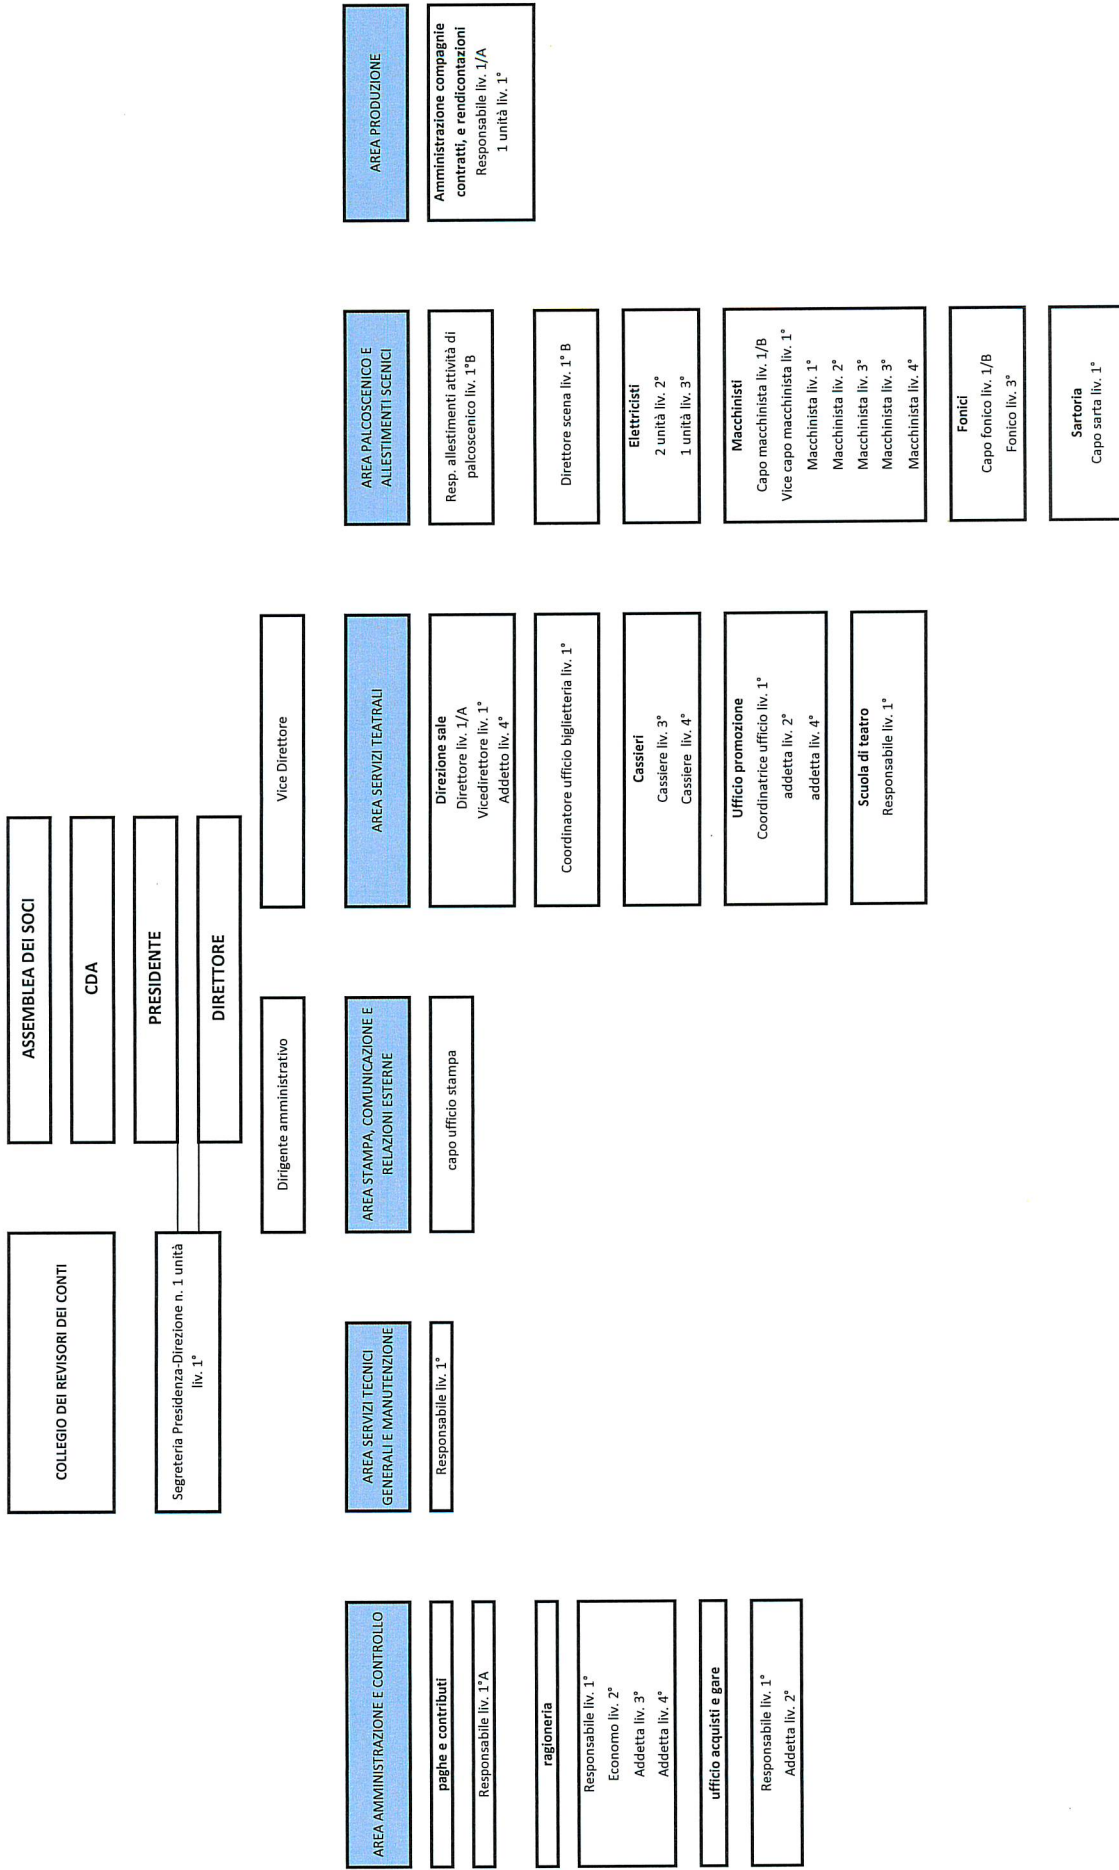 ASSEMBLEA DEI SOCI
COLLEGIO DEI REVISORI DEI CONTI
CDA
PRESIDENTE
Segreteria Presidenza-Direzione n. 1 unità
liv. 1°
DIRETTORE
Dirigente amministrativo
Vice Direttore
AREA AMMINISTRAZIONE E CONTROLLO
paghe e contributi
Responsabile liv. 1°A
ragioneria
Responsabile liv. 1°
Economo liv. 2°
Addetta liv. 3°
Addetta liv. 4°
ufficio acquisti e gare
Responsabile liv. 1°
Addetta liv. 2°
AREA SERVIZI TECNICI
GENERALI E MANUTENZIONE
Responsabile liv. 1°
AREA STAMPA, COMUNICAZIONE E
RELAZIONI ESTERNE
capo ufficio stampa
AREA SERVIZI TEATRALI
Direzione sale
Direttore liv. 1/A
Vicedirettore liv. 1°
Addetto liv. 4°
Coordinatore ufficio biglietteria liv. 1°
Cassieri
Cassiere liv. 3°
Cassiere liv. 4°
Ufficio promozione
Coordinatrice ufficio liv. 1°
addetta liv. 2°
addetta liv. 4°
Scuola di teatro
Responsabile liv. 1°
AREA PALCOSCENICO E
ALLESTIMENTI SCENICI
Resp. allestimenti attività di
palcoscenico liv. 1°B
Direttore scena liv. 1° B
Elettricisti
2 unità liv. 2°
1 unità liv. 3°
Macchinisti
Capo macchinista liv. 1/B
Vice capo macchinista liv. 1°
Macchinista liv. 1°
Macchinista liv. 2°
Macchinista liv. 3°
Macchinista liv. 3°
Macchinista liv. 4°
Fonici
Capo fonico liv. 1/B
Fonico liv. 3°
Sartoria
Capo sarta liv. 1°
AREA PRODUZIONE
Amministrazione compagnie
contratti, e rendicontazioni
Responsabile liv. 1/A
1 unità liv. 1°